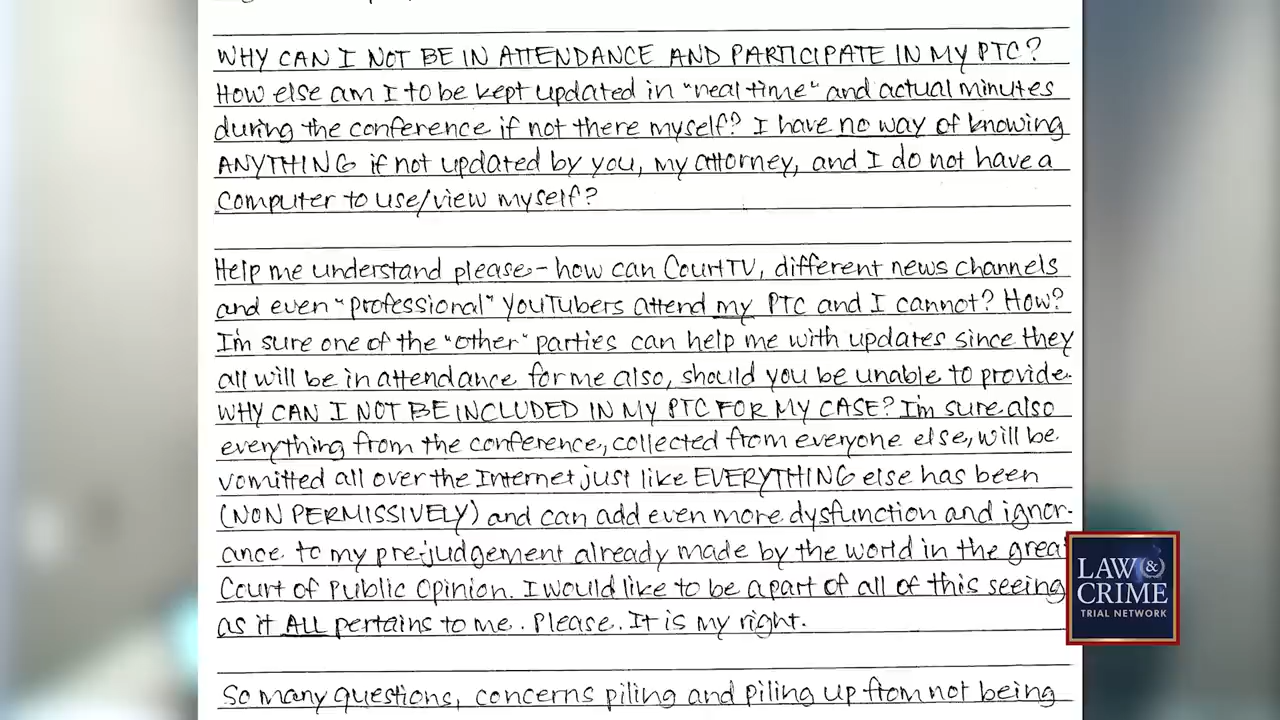 WHY CAN I NOT BE IN ATTENDANCE AND PARTICIPATE IN MY PTC?
How else am I to be kept updated in "real time" and actual minutes
during the conference if not there myself? I have no way of knowing
ANYTHING if not updated by you, my attorney, and I do not have a
computer to use/view myself?
Help me understand please- how can CourtTV, different news channels
and even "professional" YouTubers attend my PTC and I cannot? How?
I'm sure one of the "other" parties can help me with updates since they
all will be in attendance for me also, should you be unable to provide.
WHY CAN I NOT BE INCLUDED IN MY PTC FOR MY CASE? I'm sure also
everything from the conference, collected from everyone else, will be
vomitted all over the Internet just like EVERYTHING else has been
(NON PERMISSIVELY) and can add even more dysfunction and ignor-
ance to my prejudgement already made by the world in the great
Court of Public Opinion. I would like to be apart of all of this seeing
as it ALL pertains to me. Please. It is my right.
So many questions, concerns piling and piling up from not being
LAW &
CRIME
TRIAL NETWORK